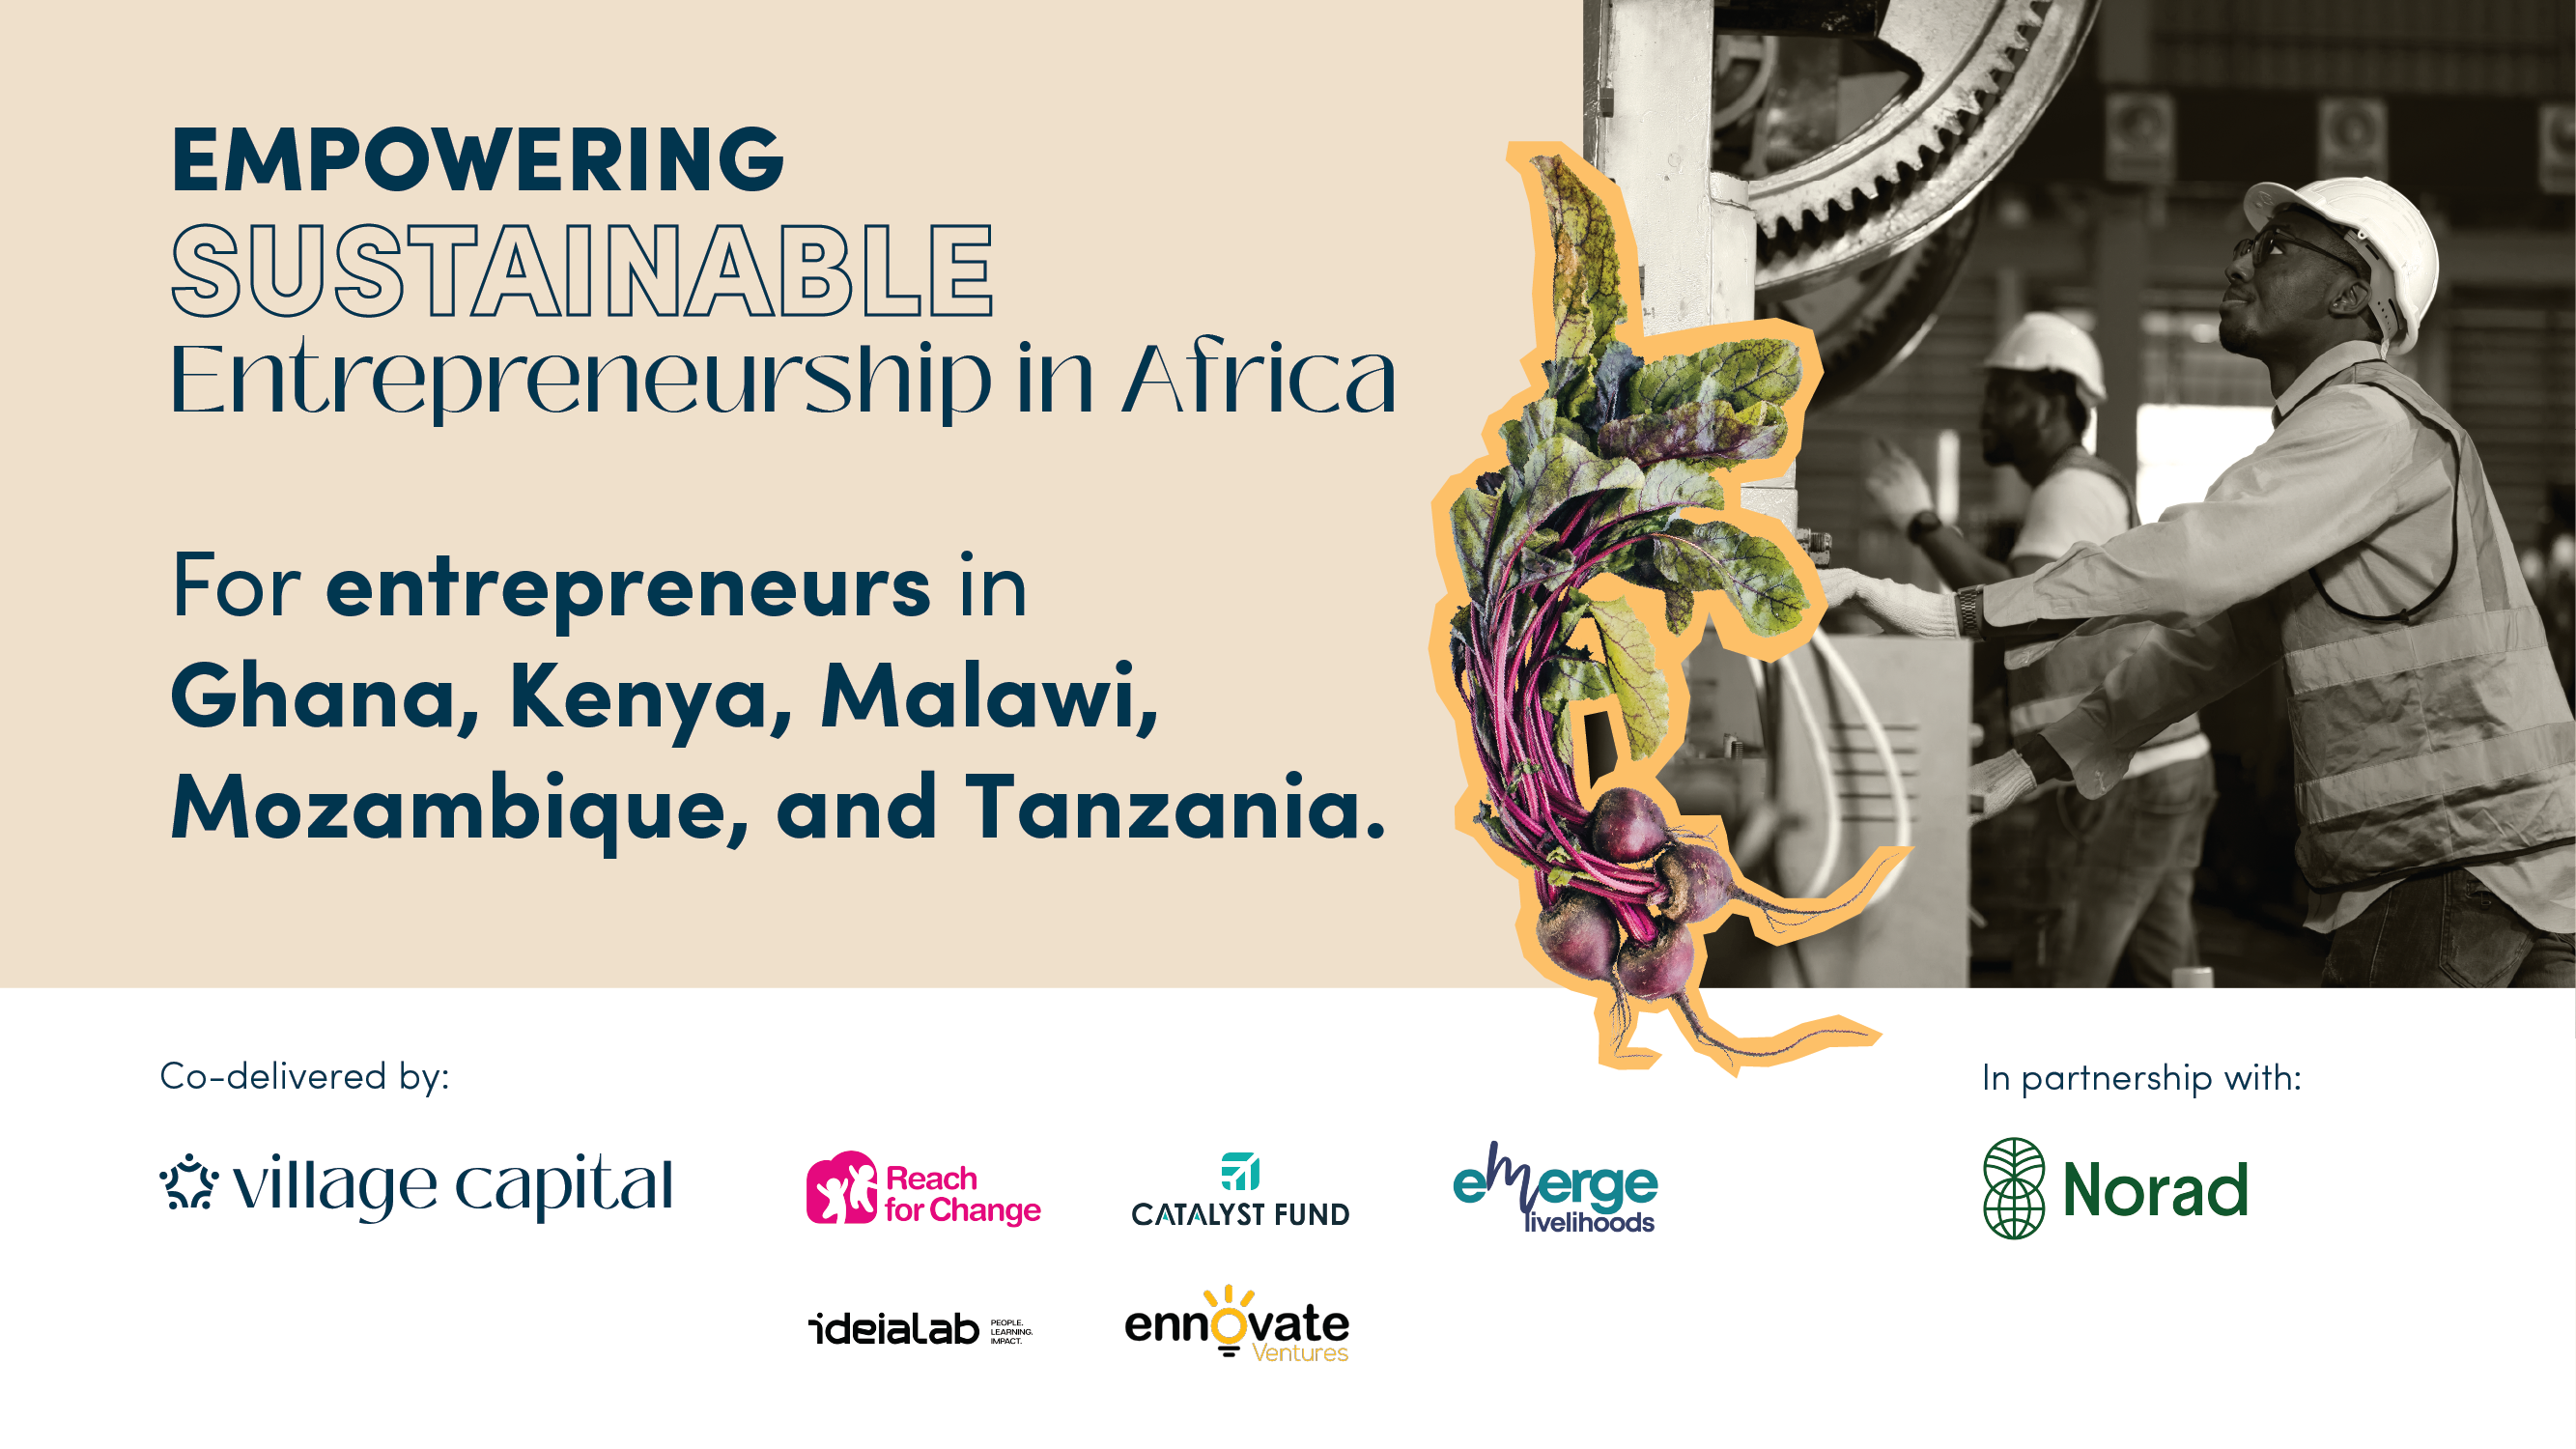 EMPOWERING
SUSTAINABLE
Entrepreneurship in Africa
For entrepreneurs in
Ghana, Kenya, Malawi,
Mozambique, and Tanzania.
Co-delivered by:
village capital
Reach
for Change
CATALYST FUND
emerge
livelihoods
ideiaLab
PEOPLE.
LEARNING.
IMPACT.
ennovate
Ventures
In partnership with:
Norad